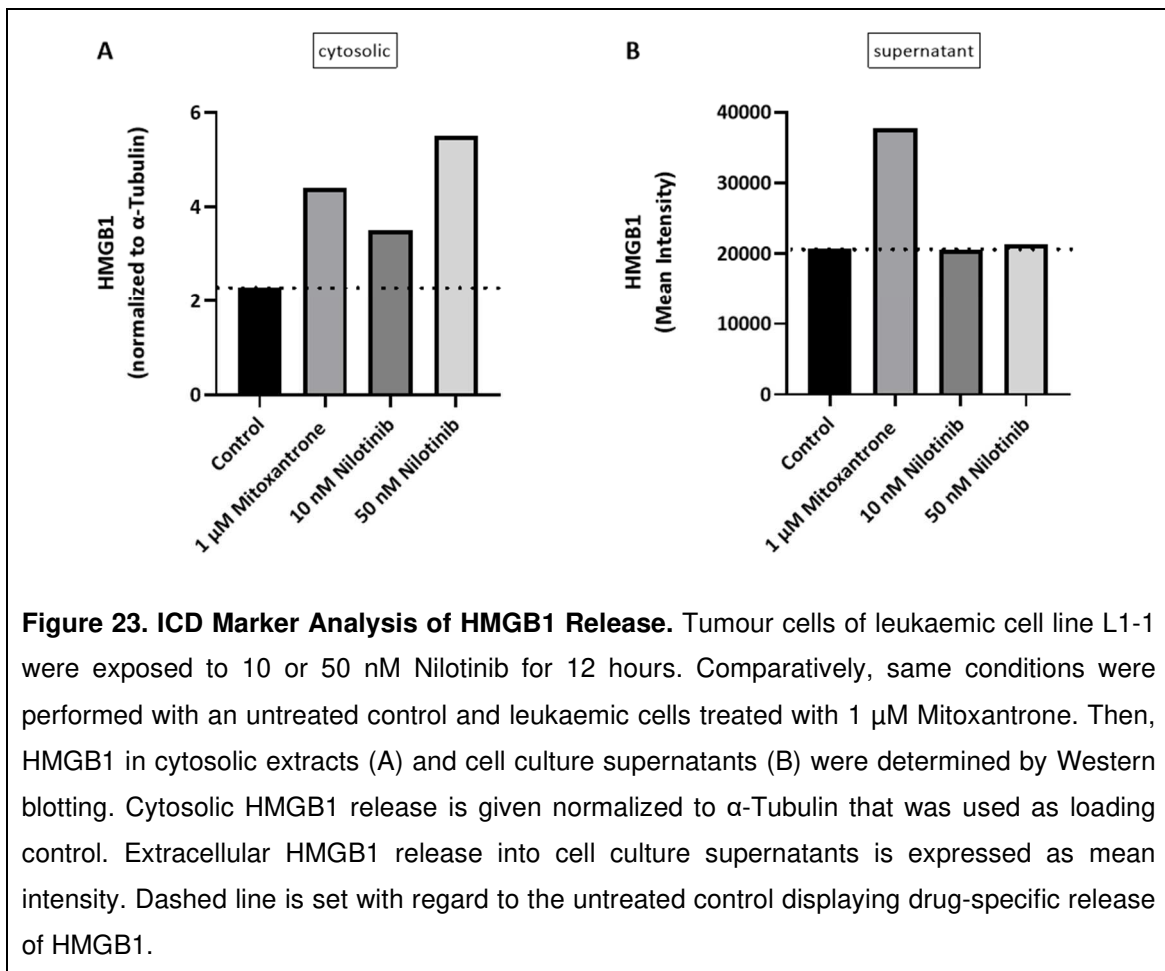 A
cytosolic
HMGB1
(normalized to α-Tubulin)
6
4
2
0
Control
1 µM Mitoxantrone
10 nM Nilotinib
50 nM Nilotinib
B
supernatant
HMGB1
(Mean Intensity)
40000
30000
20000
10000
0
Control
1 µM Mitoxantrone
10 nM Nilotinib
50 nM Nilotinib
Figure 23. ICD Marker Analysis of HMGB1 Release. Tumour cells of leukaemic cell line L1-1
were exposed to 10 or 50 nM Nilotinib for 12 hours. Comparatively, same conditions were
performed with an untreated control and leukaemic cells treated with 1 µM Mitoxantrone. Then,
HMGB1 in cytosolic extracts (A) and cell culture supernatants (B) were determined by Western
blotting. Cytosolic HMGB1 release is given normalized to α-Tubulin that was used as loading
control. Extracellular HMGB1 release into cell culture supernatants is expressed as mean
intensity. Dashed line is set with regard to the untreated control displaying drug-specific release
of HMGB1.